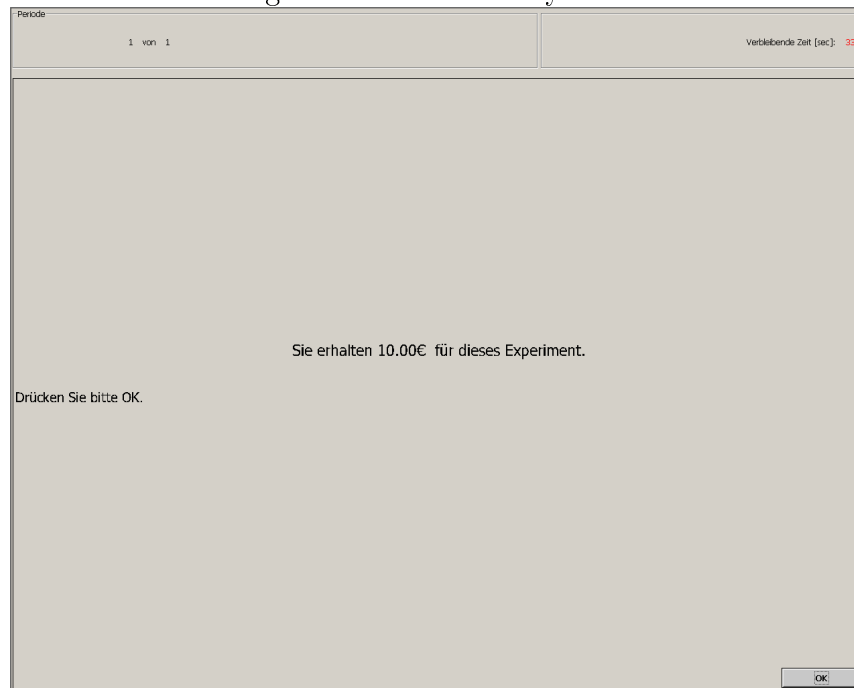 Periode
1 von 1
Verbleibende Zeit [sec]: 33
Sie erhalten 10.00€ für dieses Experiment.
Drücken Sie bitte OK.
OK